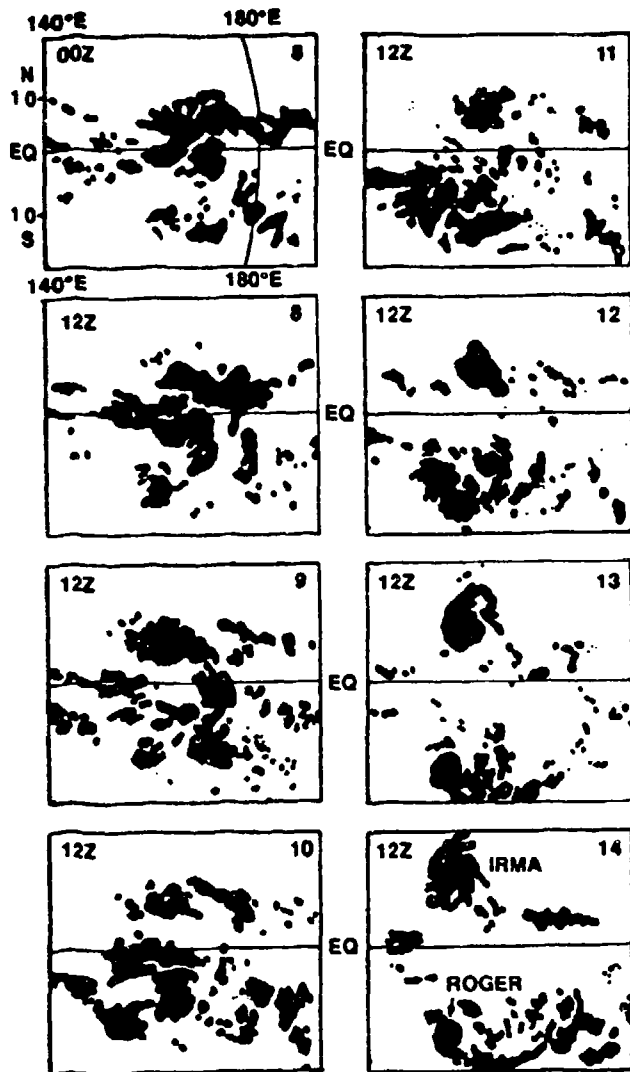 140°E 180°E
00Z 8
N
10
EQ
10
S
140°E 180°E
12Z 8
12Z 9
12Z 10
EQ
12Z 11
EQ
12Z 12
EQ
12Z 13
EQ
12Z 14
IRMA
ROGER